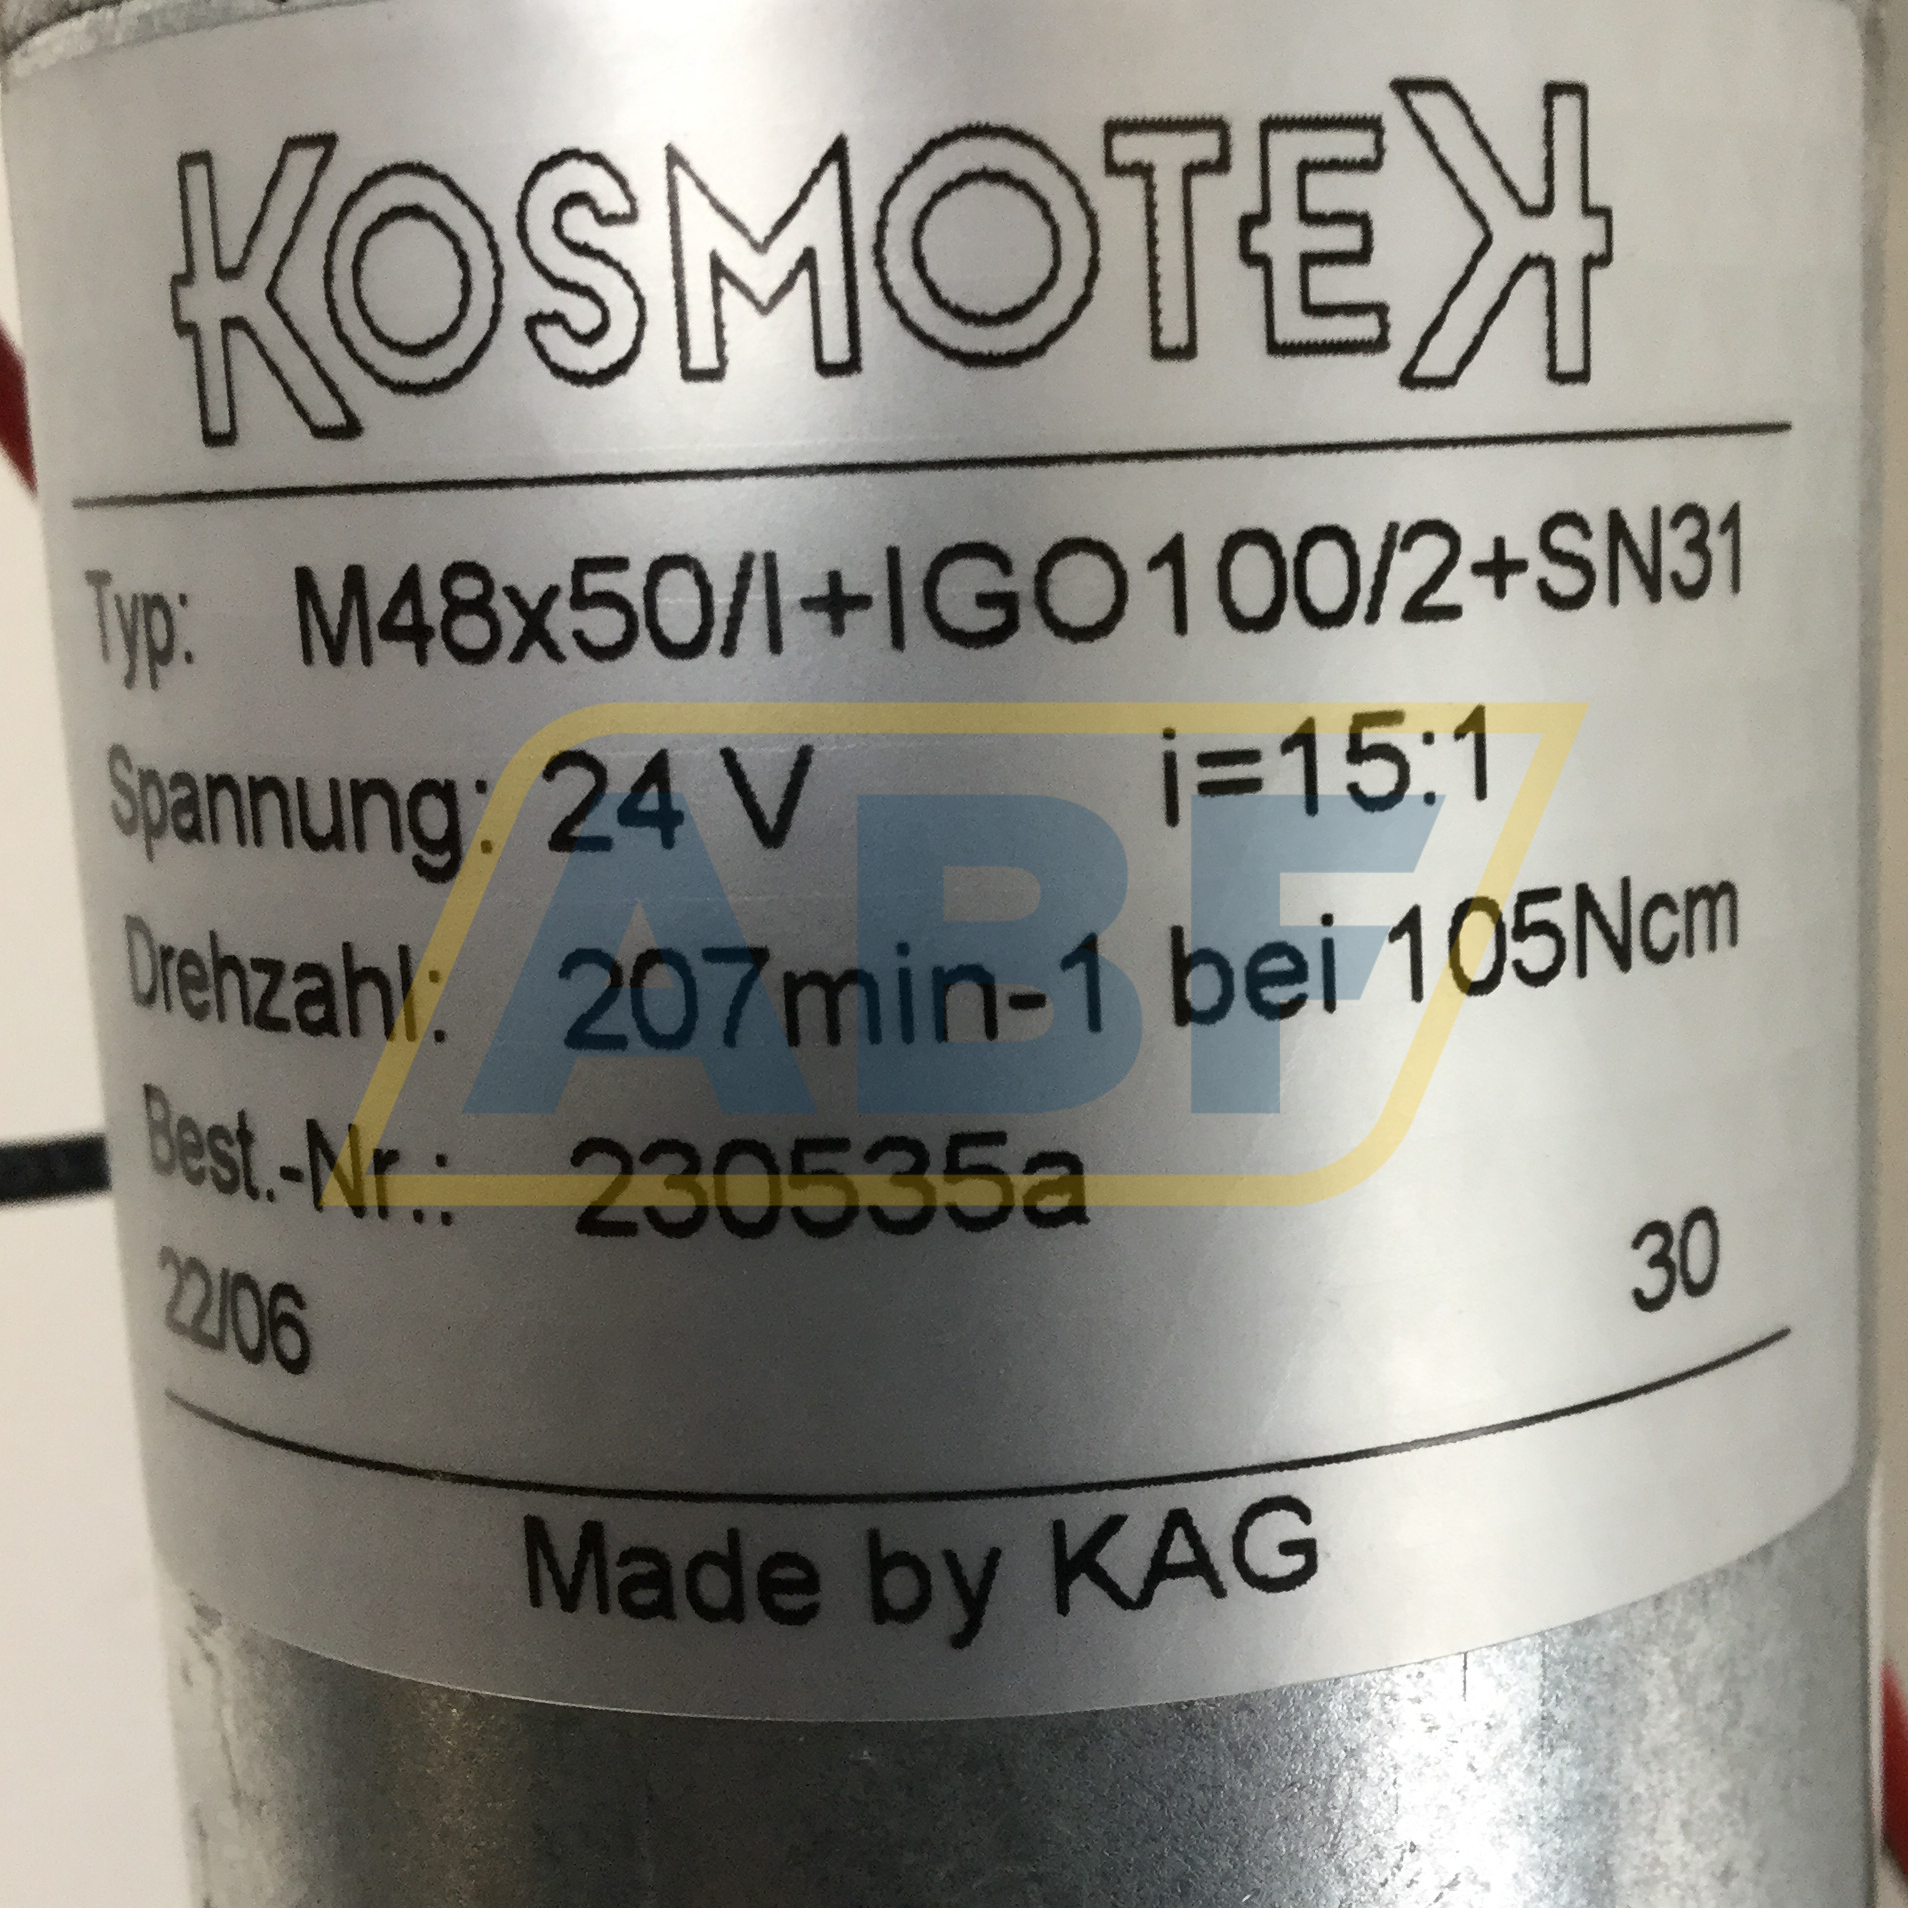 KOSMOTEK
Typ: M48x50/I+IGO100/2+SN31
Spannung: 24 V i=15:1
Drehzahl: 207min-1 bei 105Ncm
Best.-Nr.: 230535a
22/06 30
Made by KAG
ABF